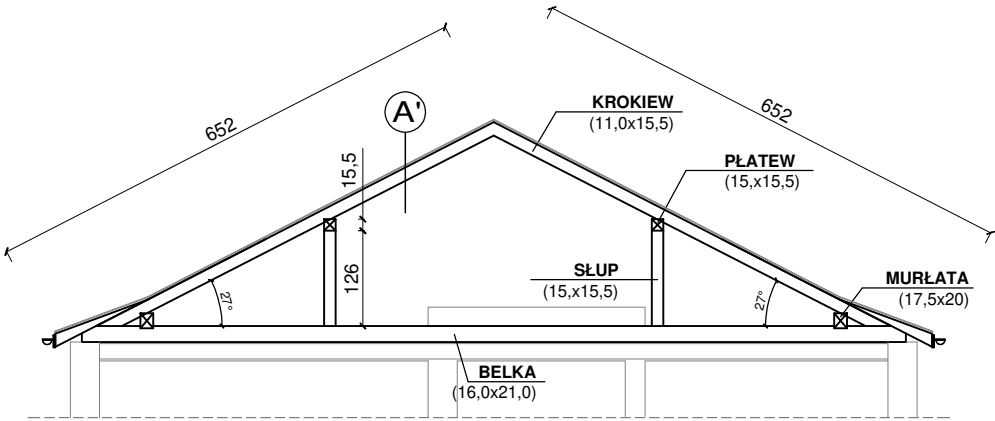 652
652
A'
KROKIEW
(11,0x15,5)
15,5
PŁATEW
(15,x15,5)
126
SŁUP
(15,x15,5)
MURŁATA
(17,5x20)
27°
27°
BELKA
(16,0x21,0)